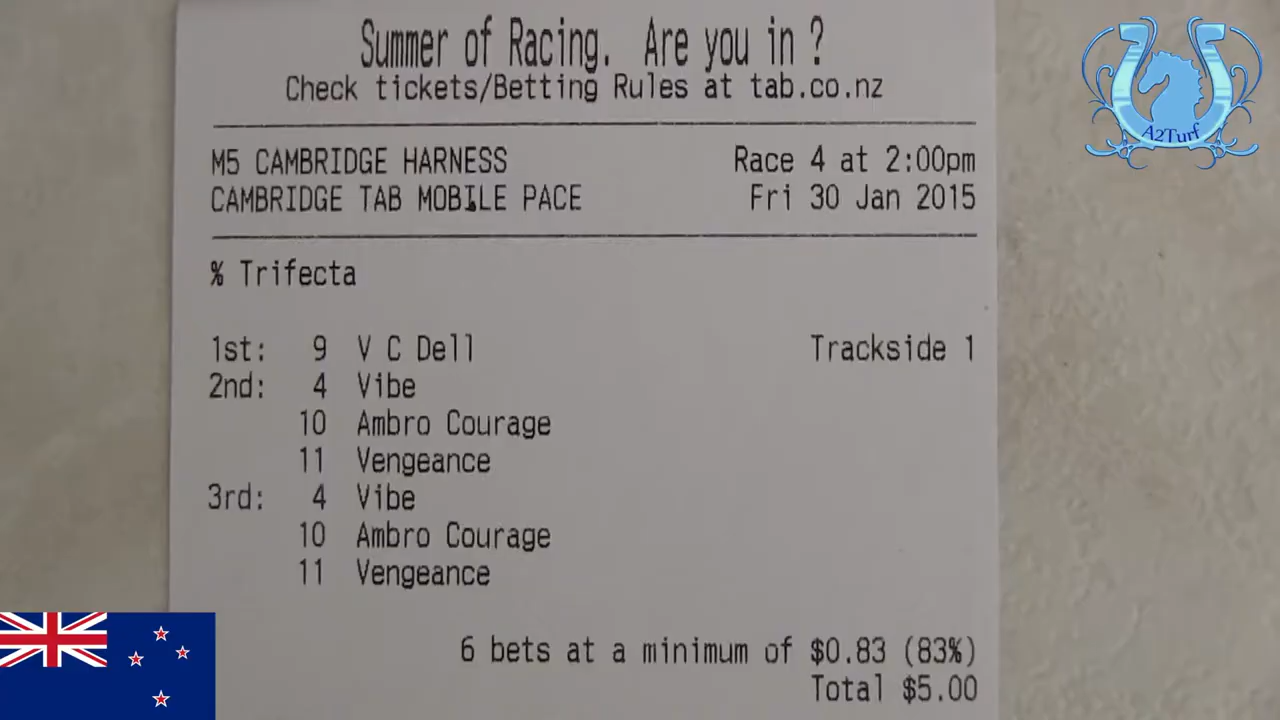 Summer of Racing. Are you in ?
Check tickets/Betting Rules at tab.co.nz
M5 CAMBRIDGE HARNESS Race 4 at 2:00pm
CAMBRIDGE TAB MOBILE PACE Fri 30 Jan 2015
% Trifecta
1st: 9 V C Dell Trackside 1
2nd: 4 Vibe
10 Ambro Courage
11 Vengeance
3rd: 4 Vibe
10 Ambro Courage
11 Vengeance
6 bets at a minimum of $0.83 (83%)
Total $5.00
A2Turf